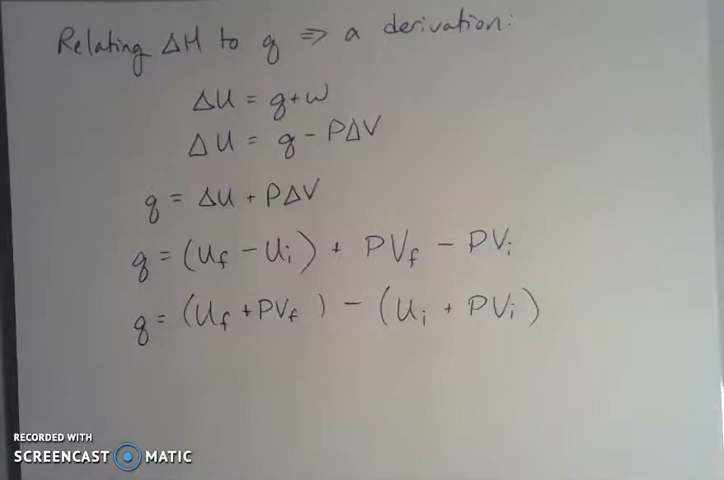 Relating ΔH to q ⇒ a derivation:
ΔU = q+w
ΔU = q - PΔV
q = ΔU + PΔV
q = (Uf - Ui) + PVf - PVi
q = (Uf + PVf) - (Ui + PVi)
RECORDED WITH
SCREENCAST MATIC